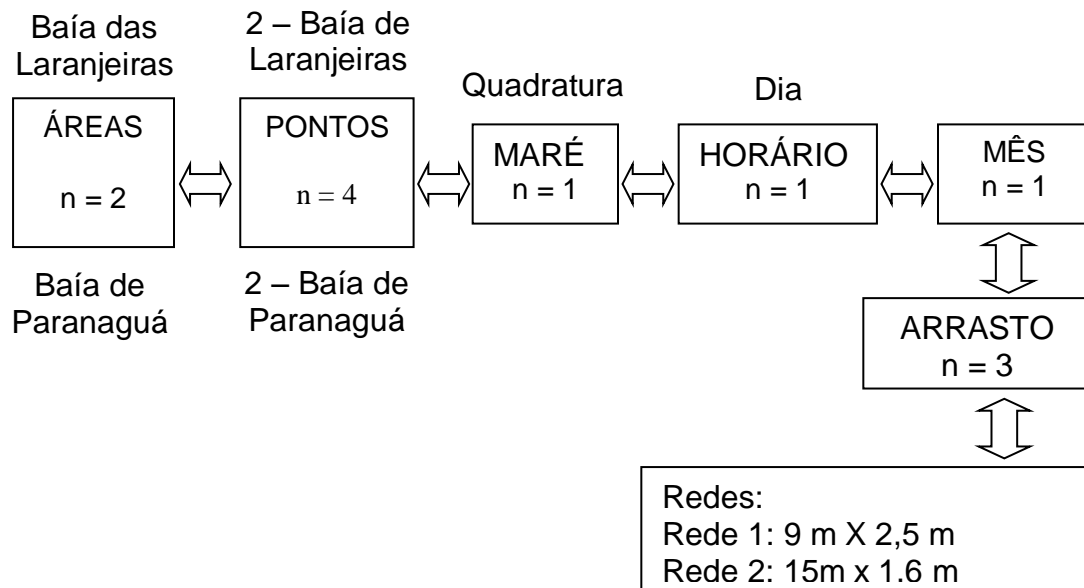 Baía das
Laranjeiras
ÁREAS
n = 2
Baía de
Paranaguá
2 – Baía de
Laranjeiras
PONTOS
n = 4
2 – Baía de
Paranaguá
Quadratura
MARÉ
n = 1
Dia
HORÁRIO
n = 1
MÊS
n = 1
ARRASTO
n = 3
Redes:
Rede 1: 9 m X 2,5 m
Rede 2: 15m x 1.6 m